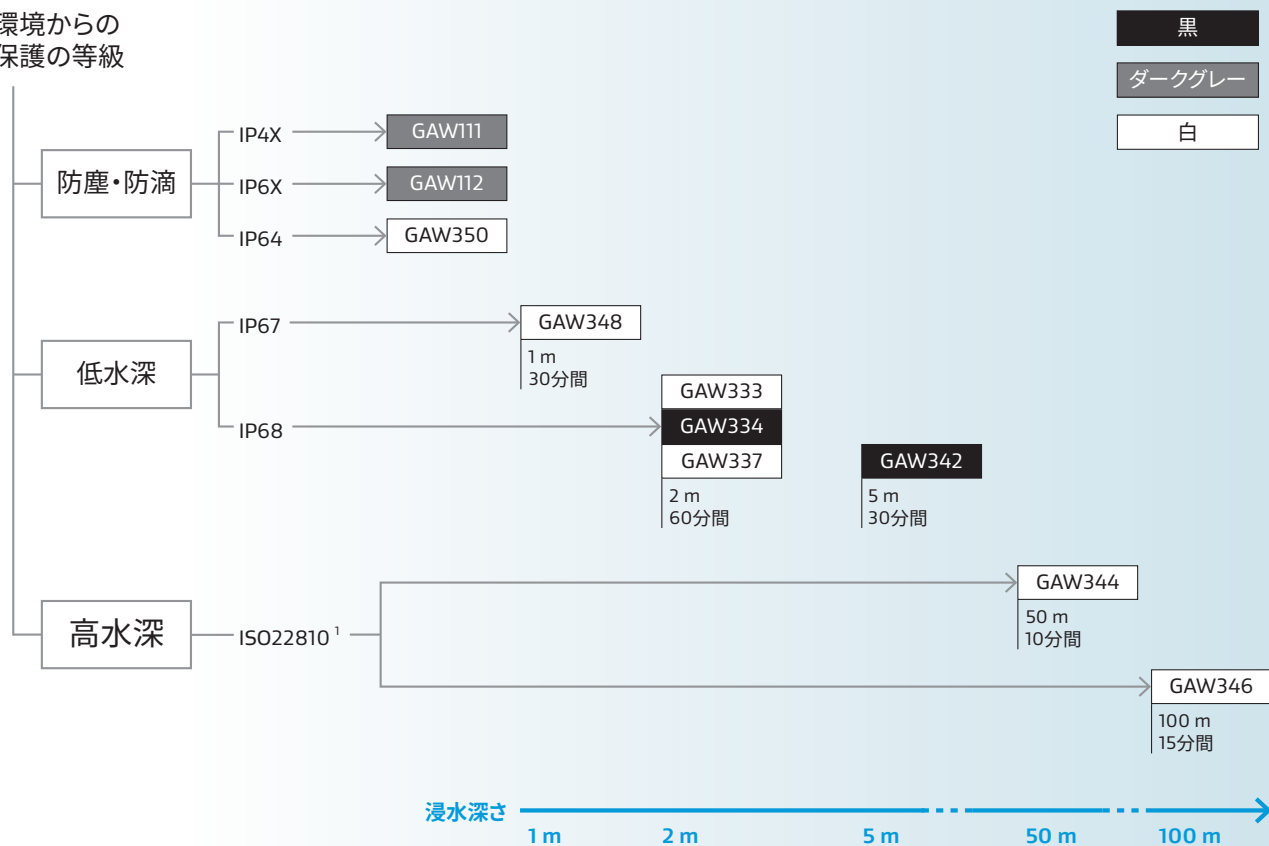 環境からの
保護の等級
黒
ダークグレー
白
防塵・防滴
IP4X
GAW111
IP6X
GAW112
IP64
GAW350
低水深
IP67
GAW348
1 m
30分間
IP68
GAW333
GAW334
GAW337
2 m
60分間
GAW342
5 m
30分間
高水深
ISO22810 1
GAW344
50 m
10分間
GAW346
100 m
15分間
浸水深さ
1 m
2 m
5 m
50 m
100 m